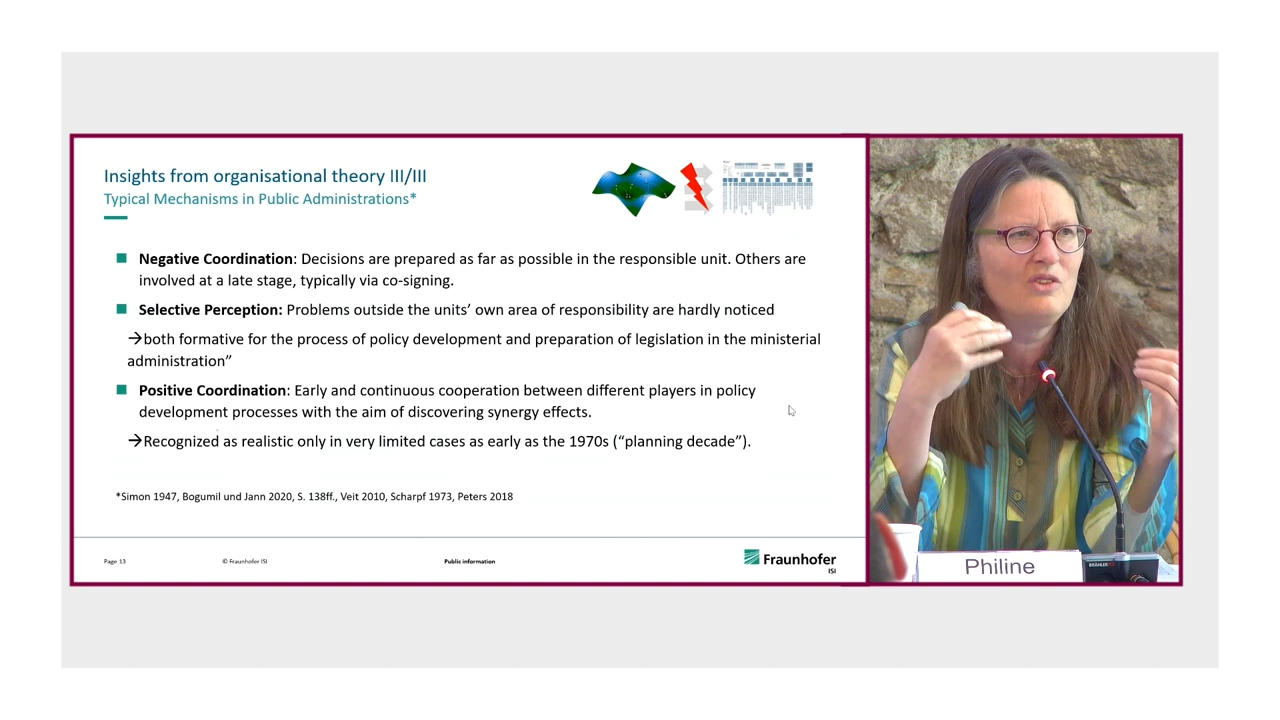 Insights from organisational theory III/III
Typical Mechanisms in Public Administrations*
Negative Coordination: Decisions are prepared as far as possible in the responsible unit. Others are
involved at a late stage, typically via co-signing.
Selective Perception: Problems outside the units’ own area of responsibility are hardly noticed
→both formative for the process of policy development and preparation of legislation in the ministerial
administration”
Positive Coordination: Early and continuous cooperation between different players in policy
development processes with the aim of discovering synergy effects.
→Recognized as realistic only in very limited cases as early as the 1970s (“planning decade”).
*Simon 1947, Bogumil und Jann 2020, S. 138ff., Veit 2010, Scharpf 1973, Peters 2018
Page 13
© Fraunhofer ISI
Public information
Fraunhofer
ISI
Philine
BRÄHLER